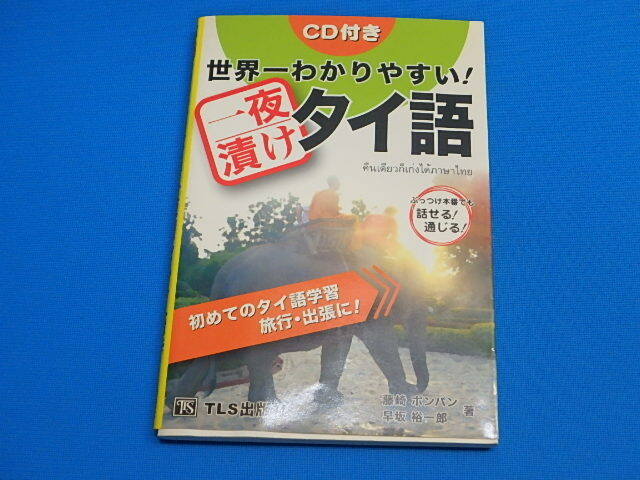 CD付き
世界一わかりやすい!
一夜
漬け
タイ語
คืนเดียวก็เก่งได้ภาษาไทย
ぶっつけ本番でも
話せる!
通じる!
初めてのタイ語学習
旅行・出張に!
藤崎 ポンパン
早坂 裕一郎
著
TLS
TLS出版